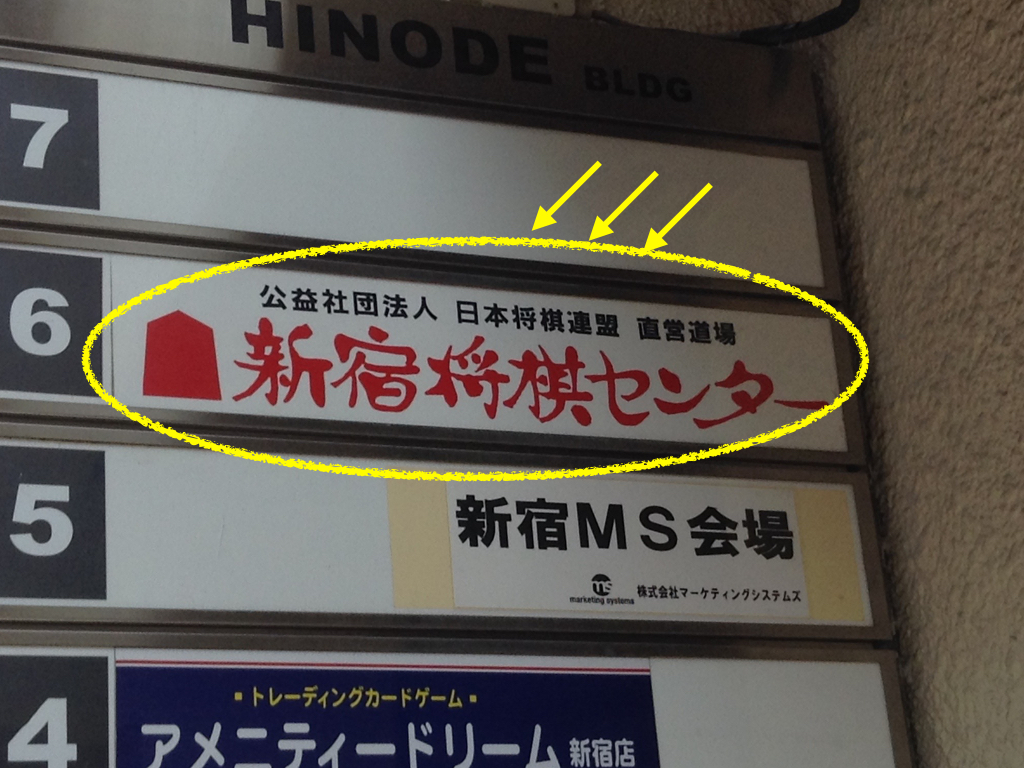 HINODE BLDG
7
6
公益社団法人 日本将棋連盟 直営道場
新宿将棋センター
5
新宿MS会場
ms
marketing systems 株式会社マーケティングシステムズ
4
▪トレーディングカードゲーム▪
アメニティードリーム 新宿店